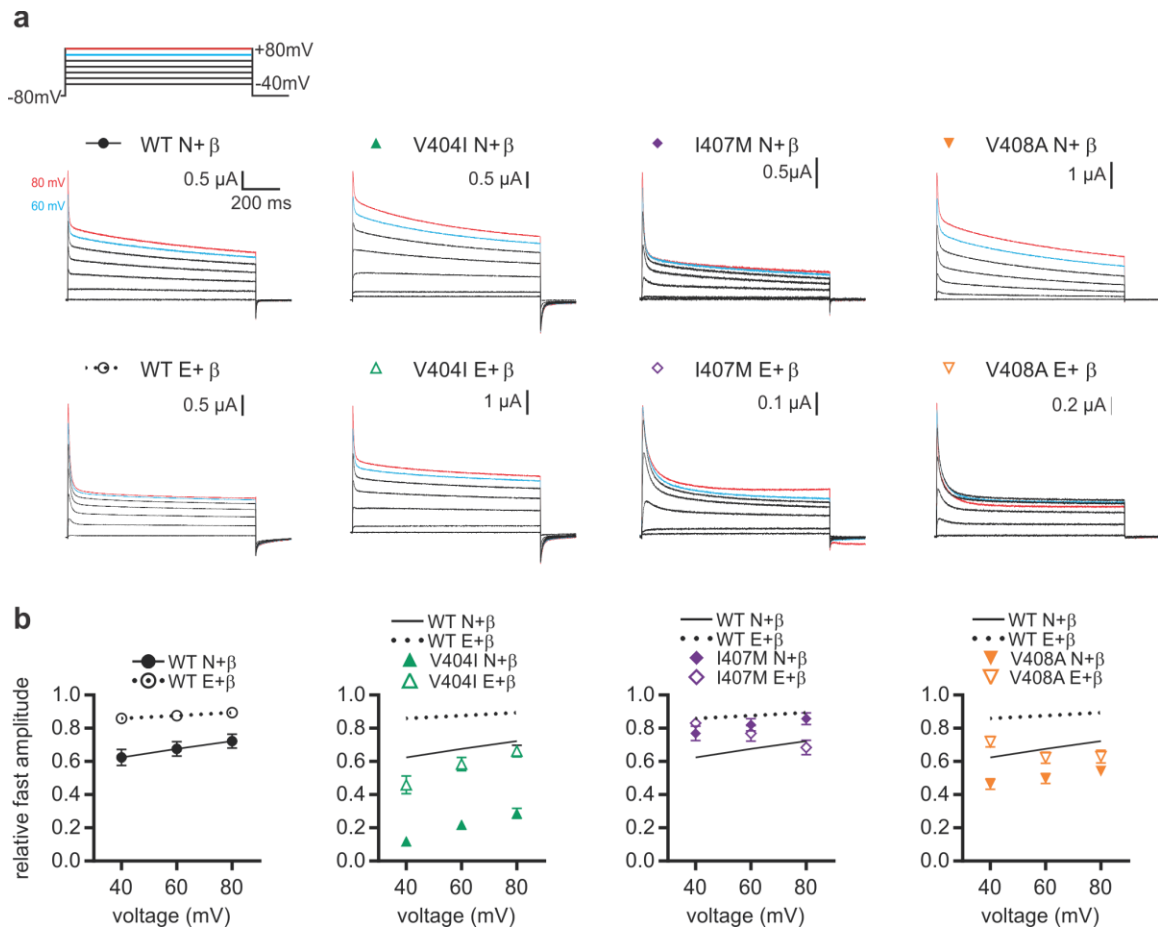 a
+80mV
-40mV
-80mV
WT N+ β
V404I N+ β
I407M N+ β
V408A N+ β
0.5 µA
200 ms
0.5 µA
0.5µA
1 µA
80 mV
60 mV
WT E+ β
V404I E+ β
I407M E+ β
V408A E+ β
0.5 µA
1 µA
0.1 µA
0.2 µA
b
WT N+β
WT E+β
WT N+β
WT E+β
V404I N+β
V404I E+β
WT N+β
WT E+β
I407M N+β
I407M E+β
WT N+β
WT E+β
V408A N+β
V408A E+β
relative fast amplitude
1.0
0.8
0.6
0.4
0.2
0.0
40 60 80
voltage (mV)
1.0
0.8
0.6
0.4
0.2
0.0
40 60 80
voltage (mV)
1.0
0.8
0.6
0.4
0.2
0.0
40 60 80
voltage (mV)
1.0
0.8
0.6
0.4
0.2
0.0
40 60 80
voltage (mV)